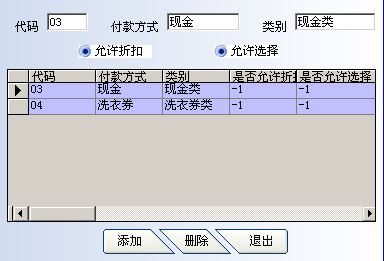 代码 03 付款方式 现金 类别 现金类
允许折扣 允许选择
代码 付款方式 类别 是否允许折扣 是否允许选择
03 现金 现金类 -1 -1
04 洗衣券 洗衣券类 -1 -1
添加 删除 退出